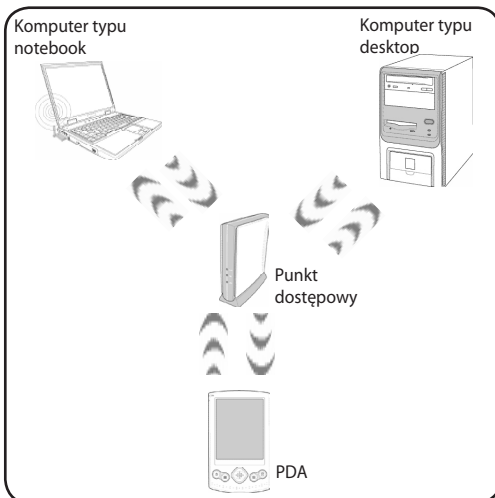 Komputer typu
notebook
Komputer typu
desktop
Punkt
dostępowy
PDA